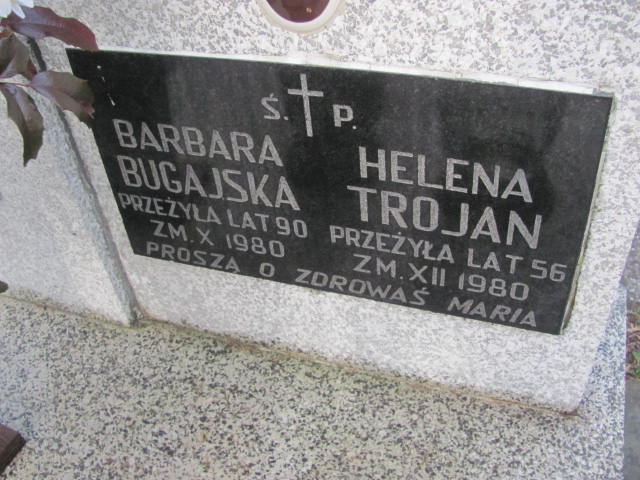 Ś. P.
BARBARA
BUGAJSKA
PRZEŻYŁA LAT 90
ZM. X 1980
HELENA
TROJAN
PRZEŻYŁA LAT 56
ZM. XII 1980
PROSZĄ O ZDROWAŚ MARIA